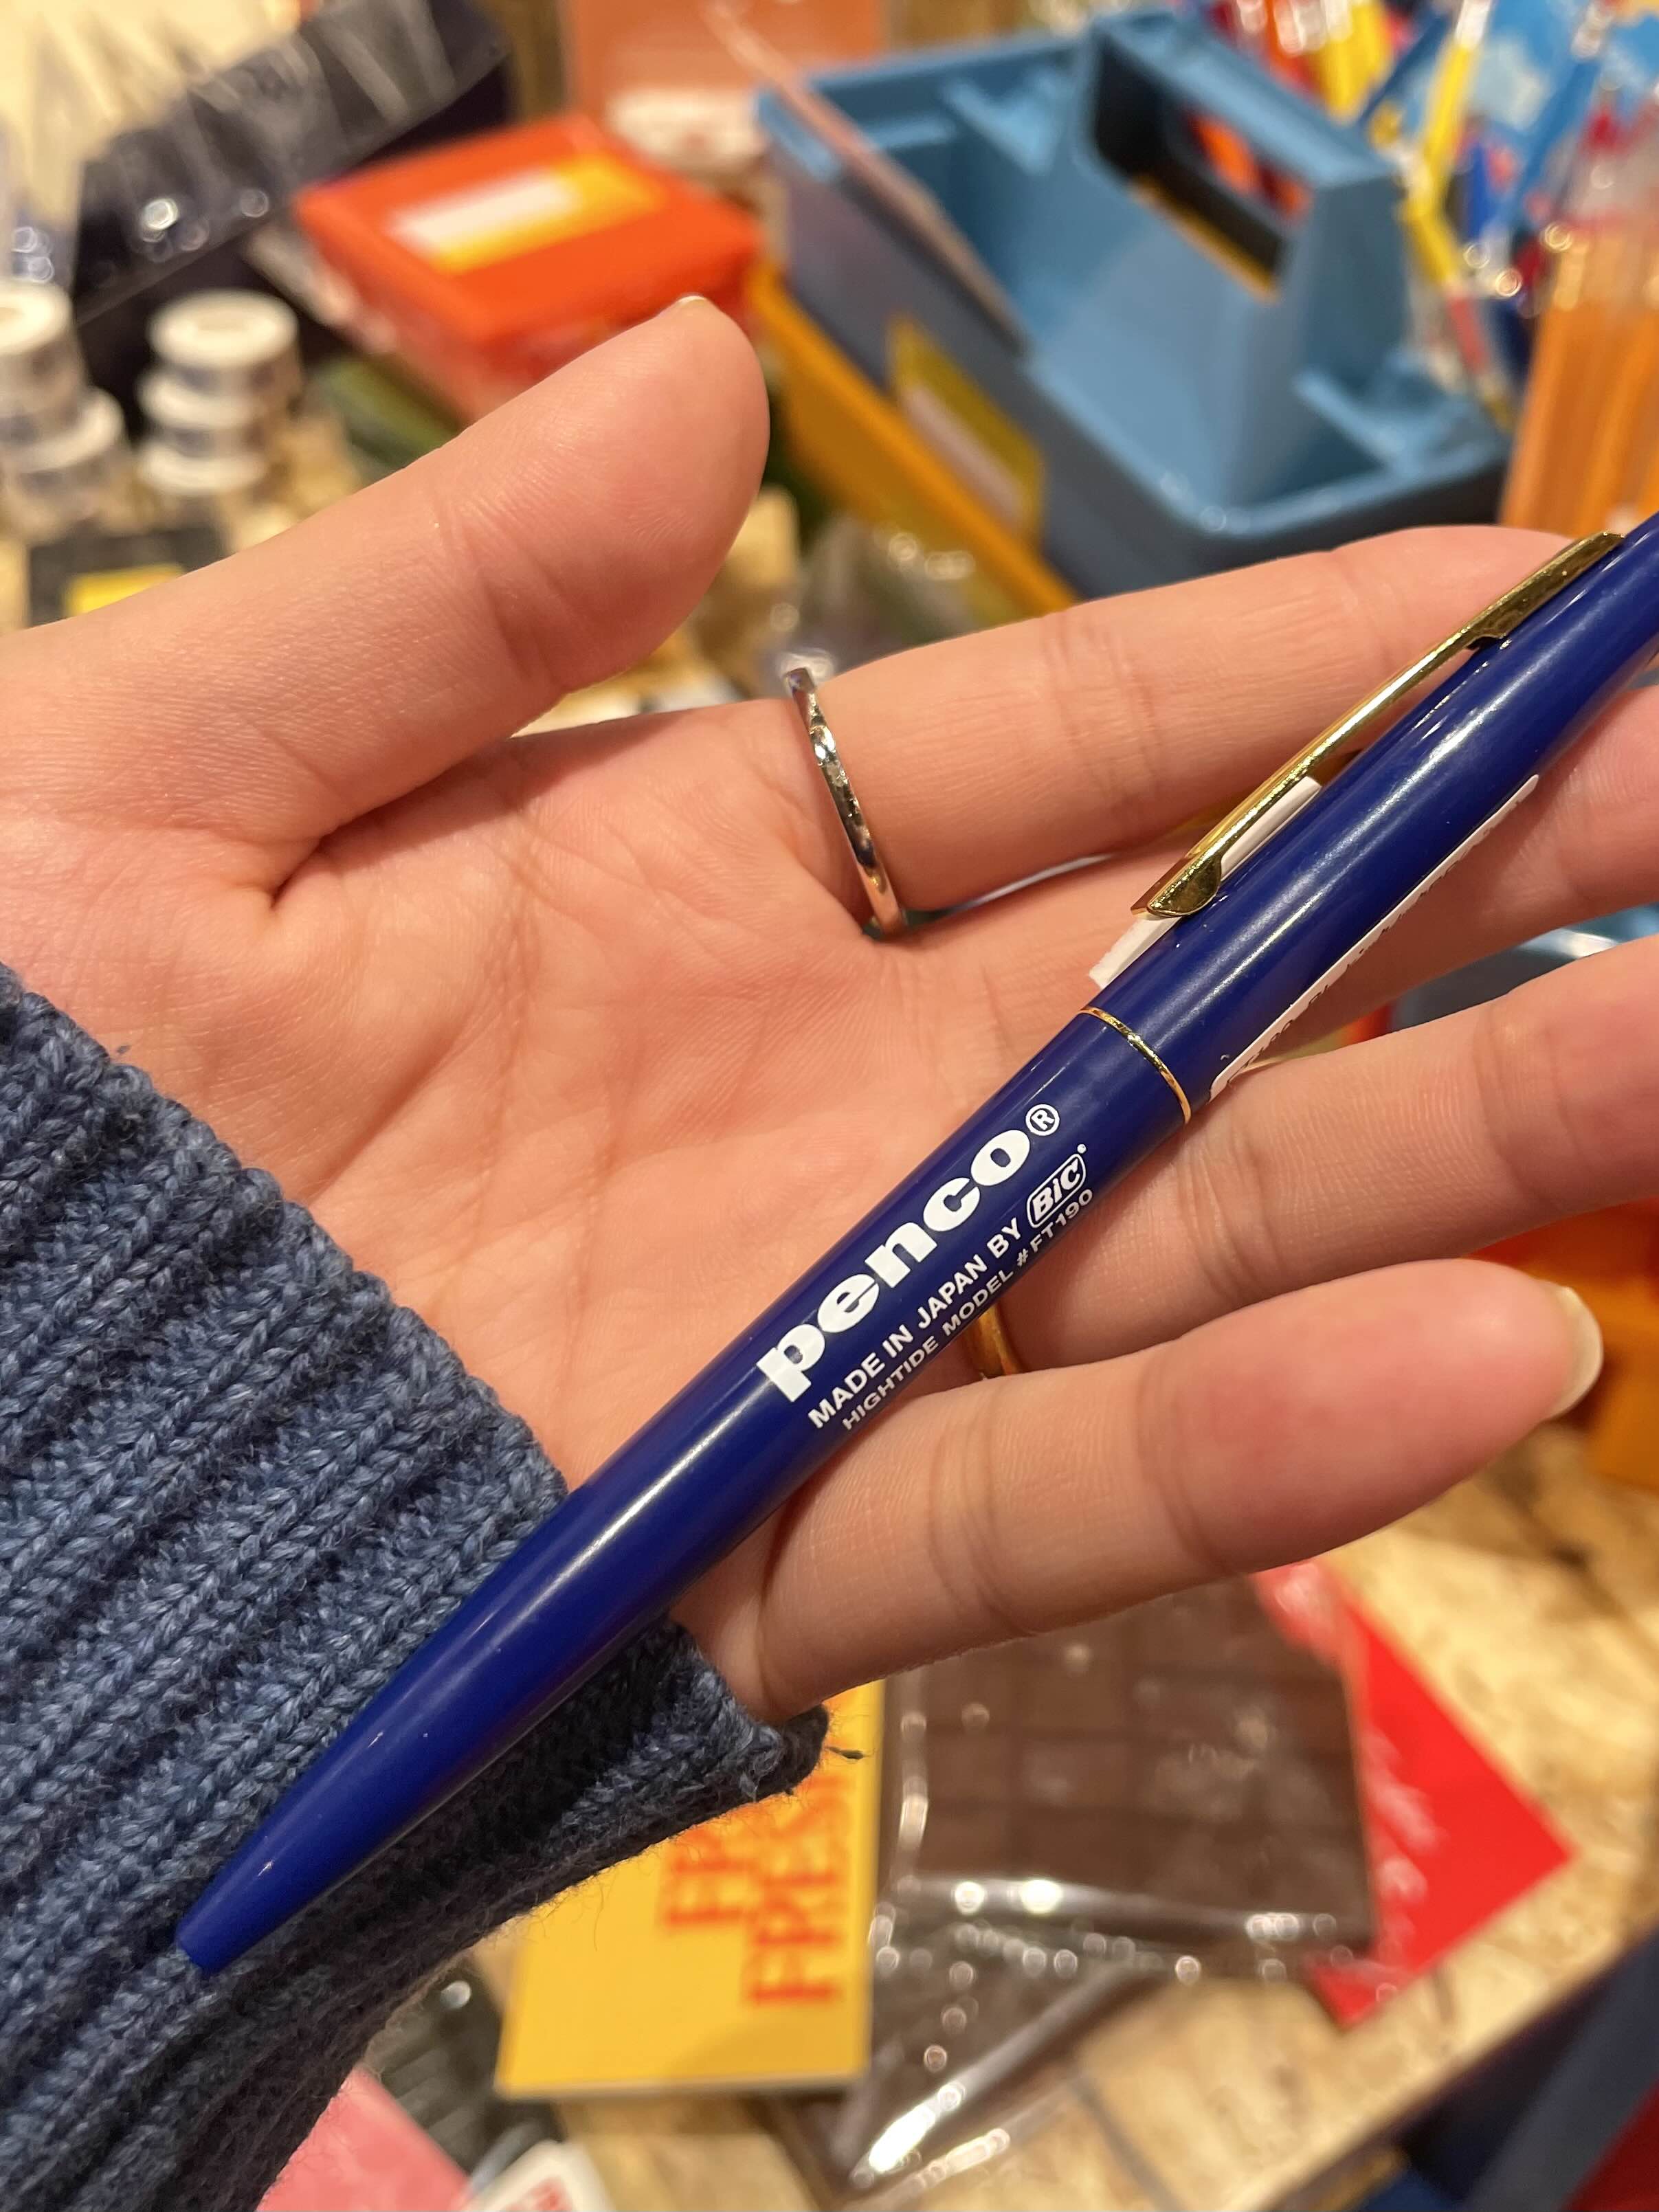 penco®
MADE IN JAPAN BY BIC®
HIGHTIDE MODEL #FT190